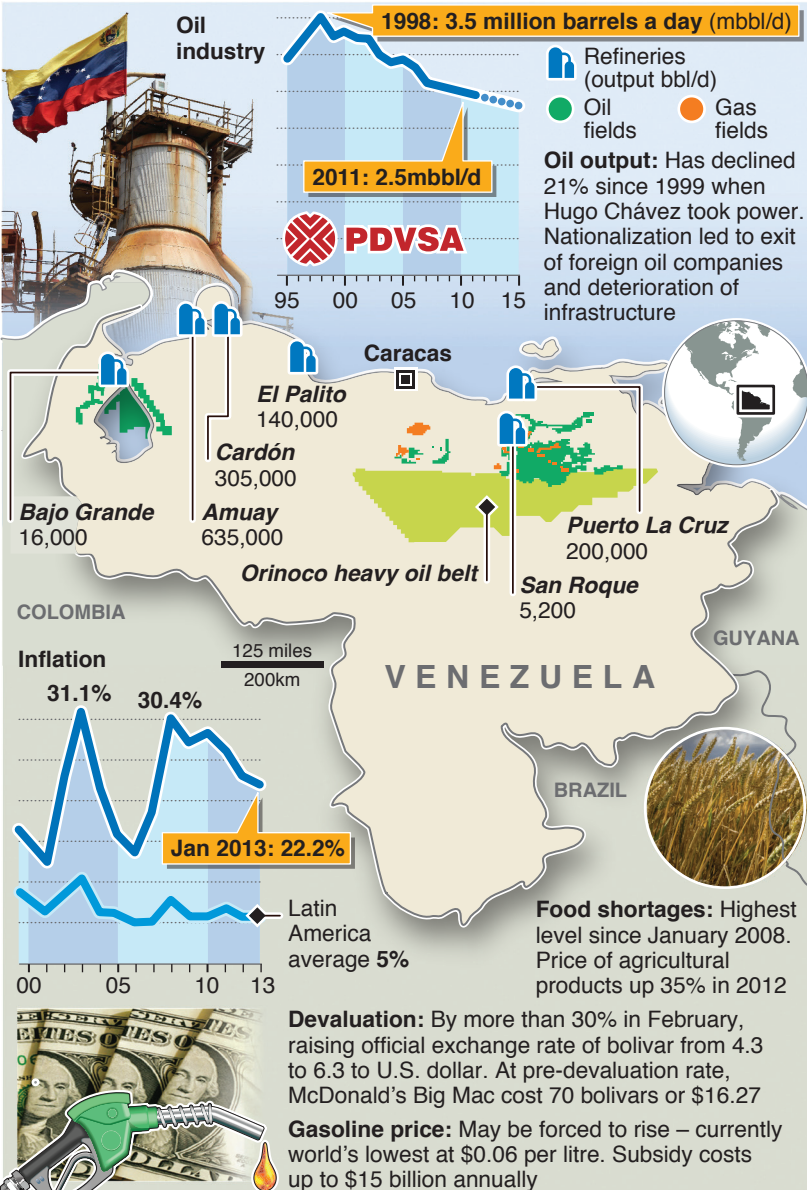 Oil
industry
1998: 3.5 million barrels a day (mbbl/d)
2011: 2.5mbbl/d
PDVSA
95 00 05 10 15
Refineries
(output bbl/d)
Oil
fields
Gas
fields
Oil output: Has declined
21% since 1999 when
Hugo Chávez took power.
Nationalization led to exit
of foreign oil companies
and deterioration of
infrastructure
Caracas
El Palito
140,000
Cardón
305,000
Bajo Grande
16,000
Amuay
635,000
Puerto La Cruz
200,000
Orinoco heavy oil belt
San Roque
5,200
COLOMBIA
GUYANA
125 miles
200km
VENEZUELA
BRAZIL
Inflation
31.1%
30.4%
Jan 2013: 22.2%
Latin
America
average 5%
00 05 10 13
Food shortages: Highest
level since January 2008.
Price of agricultural
products up 35% in 2012
Devaluation: By more than 30% in February,
raising official exchange rate of bolivar from 4.3
to 6.3 to U.S. dollar. At pre-devaluation rate,
McDonald's Big Mac cost 70 bolivars or $16.27
Gasoline price: May be forced to rise – currently
world's lowest at $0.06 per litre. Subsidy costs
up to $15 billion annually